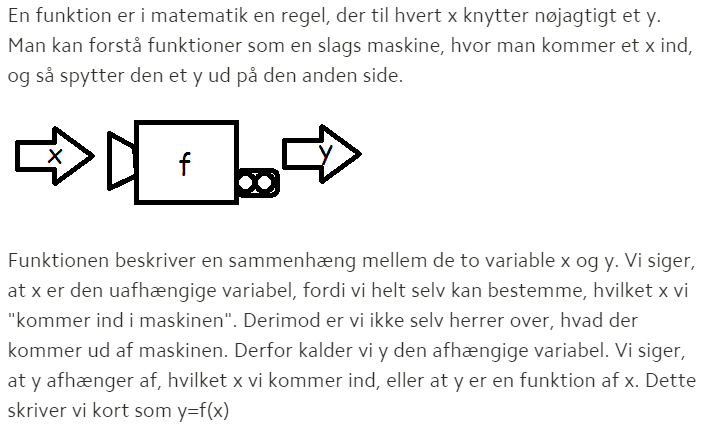 En funktion er i matematik en regel, der til hvert x knytter nøjagtigt et y.
Man kan forstå funktioner som en slags maskine, hvor man kommer et x ind,
og så spytter den et y ud på den anden side.
x f y
Funktionen beskriver en sammenhæng mellem de to variable x og y. Vi siger,
at x er den uafhængige variabel, fordi vi helt selv kan bestemme, hvilket x vi
"kommer ind i maskinen". Derimod er vi ikke selv herrer over, hvad der
kommer ud af maskinen. Derfor kalder vi y den afhængige variabel. Vi siger,
at y afhænger af, hvilket x vi kommer ind, eller at y er en funktion af x. Dette
skriver vi kort som y=f(x)